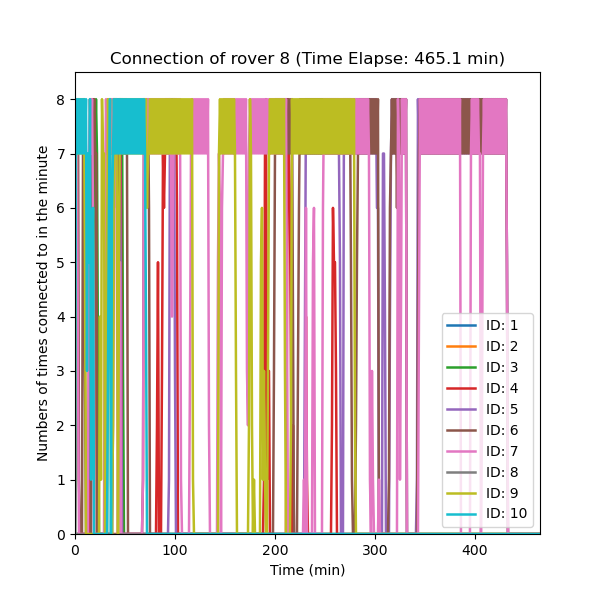 Connection of rover 8 (Time Elapse: 465.1 min)
Numbers of times connected to in the minute
8
7
6
5
4
3
2
1
0
0 100 200 300 400
Time (min)
ID: 1
ID: 2
ID: 3
ID: 4
ID: 5
ID: 6
ID: 7
ID: 8
ID: 9
ID: 10